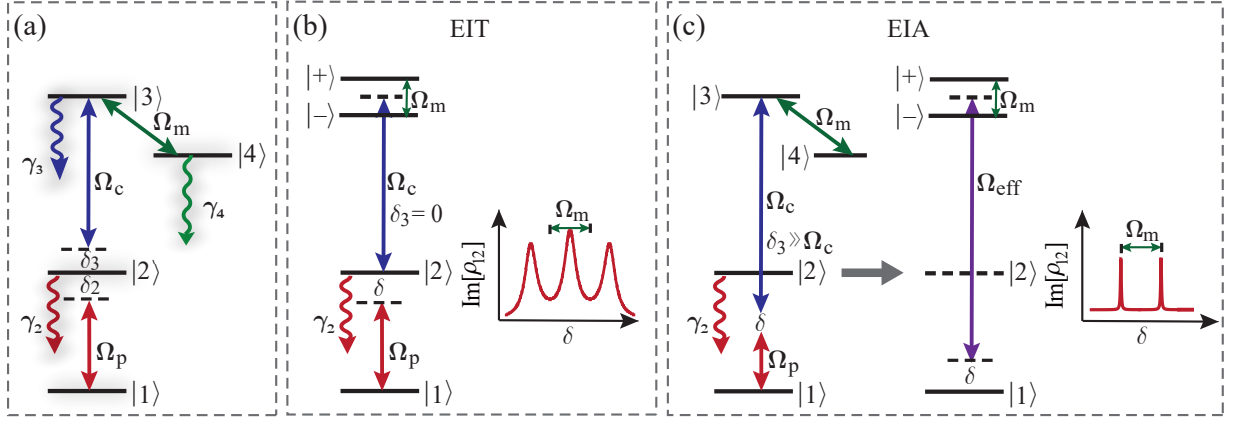 (a)
|3⟩
Ωm
|4⟩
γ3
Ωc
γ4
δ3
|2⟩
δ2
γ2
Ωp
|1⟩
(b)
EIT
|+⟩
Ωm
|−⟩
Ωc
δ3 = 0
|2⟩
δ
γ2
Ωp
|1⟩
Im[ρ12]
Ωm
δ
(c)
EIA
|3⟩
Ωm
|4⟩
Ωc
δ3 ≫ Ωc
|2⟩
γ2
δ
Ωp
|1⟩
|+⟩
Ωm
|−⟩
Ωeff
|2⟩
δ
|1⟩
Im[ρ12]
Ωm
δ